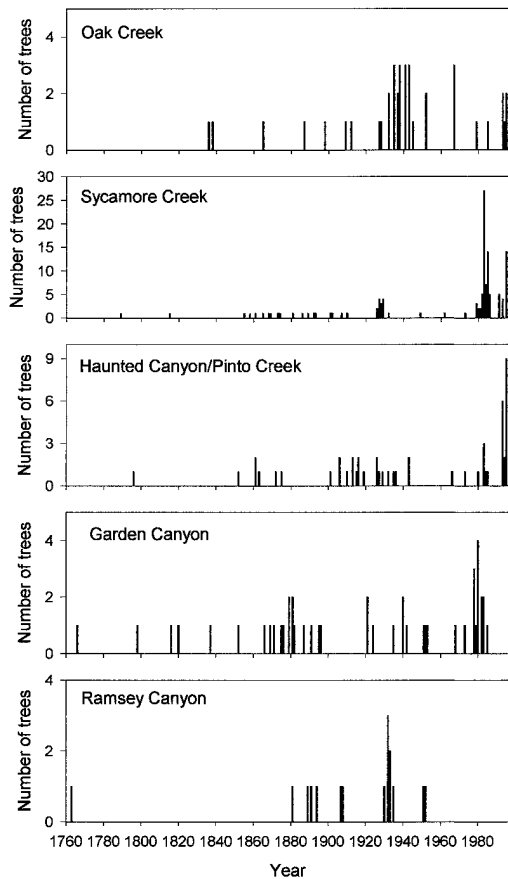 Oak Creek
Number of trees
4
2
0
Sycamore Creek
Number of trees
30
25
20
15
10
5
0
Haunted Canyon/Pinto Creek
Number of trees
9
6
3
0
Garden Canyon
Number of trees
4
2
0
Ramsey Canyon
Number of trees
4
2
0
1760 1780 1800 1820 1840 1860 1880 1900 1920 1940 1960 1980
Year